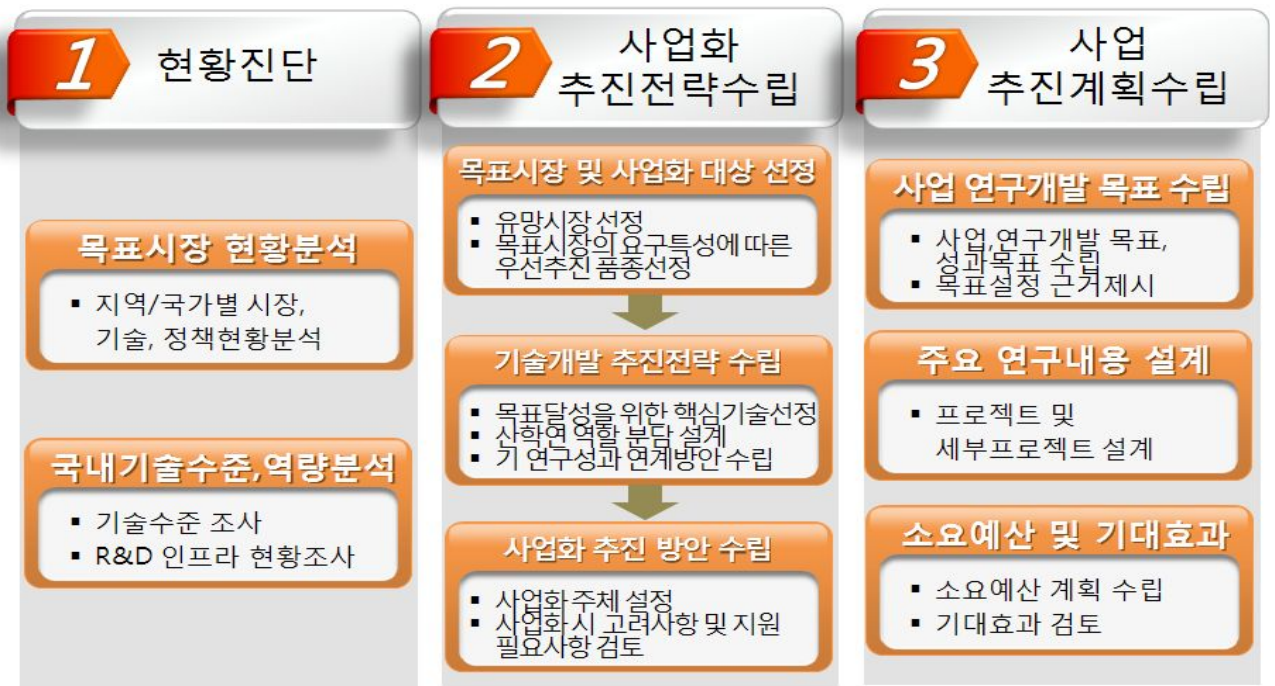 1
현황진단
목표시장 현황분석
▪ 지역/국가별 시장,
기술, 정책현황분석
국내기술수준,역량분석
▪ 기술수준 조사
▪ R&D 인프라 현황조사
2
사업화
추진전략수립
목표시장 및 사업화 대상 선정
▪ 유망시장 선정
▪ 목표시장의 요구특성에 따른
우선추진 품종선정
기술개발 추진전략 수립
▪ 목표달성을 위한 핵심기술선정
▪ 산학연 역할 분담 설계
▪ 기 연구성과 연계방안 수립
사업화 추진 방안 수립
▪ 사업화 주체 설정
▪ 사업화시 고려사항 및 지원
필요사항 검토
3
사업
추진계획수립
사업 연구개발 목표 수립
▪ 사업,연구개발 목표,
성과목표 수립
▪ 목표설정 근거제시
주요 연구내용 설계
▪ 프로젝트 및
세부프로젝트 설계
소요예산 및 기대효과
▪ 소요예산 계획 수립
▪ 기대효과 검토